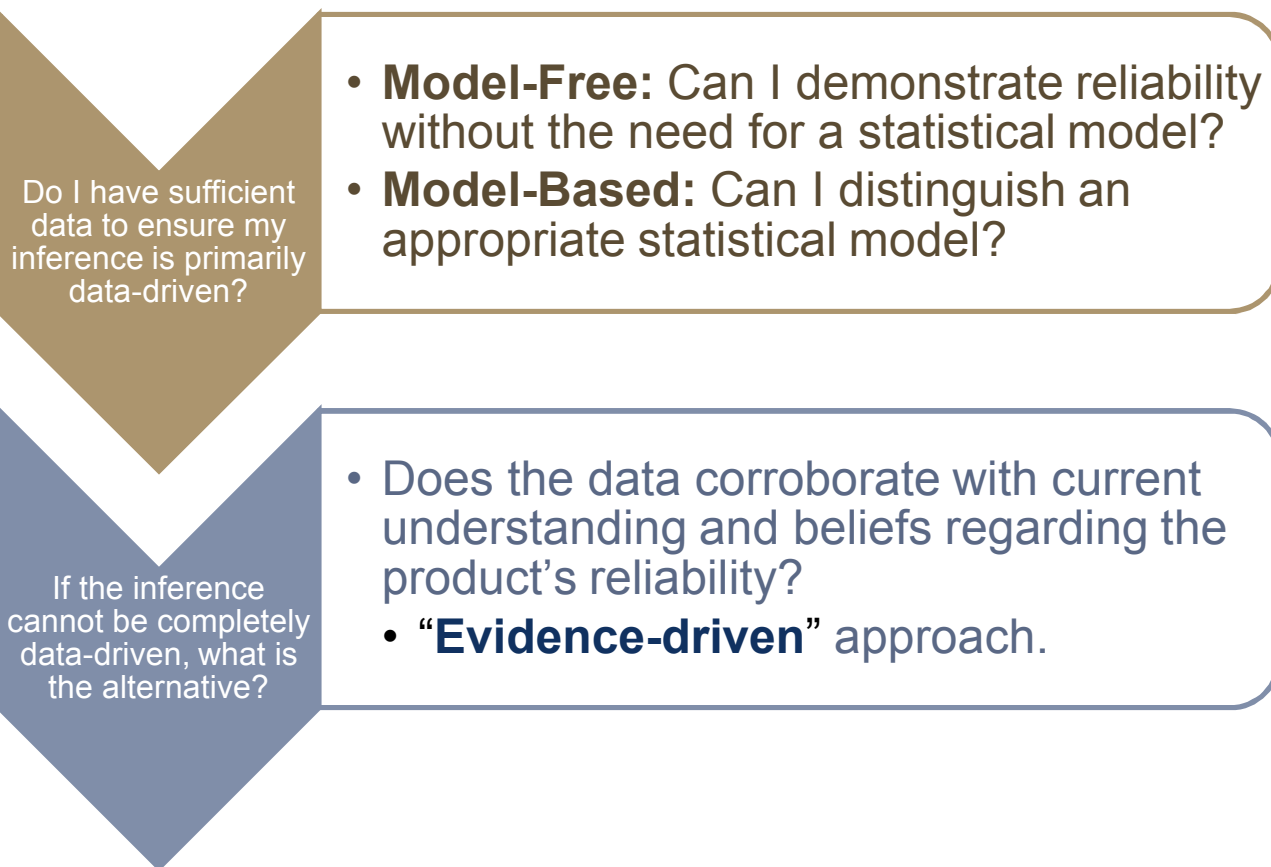 Do I have sufficient
data to ensure my
inference is primarily
data-driven?
• Model-Free: Can I demonstrate reliability
without the need for a statistical model?
• Model-Based: Can I distinguish an
appropriate statistical model?
If the inference
cannot be completely
data-driven, what is
the alternative?
• Does the data corroborate with current
understanding and beliefs regarding the
product’s reliability?
• “Evidence-driven” approach.